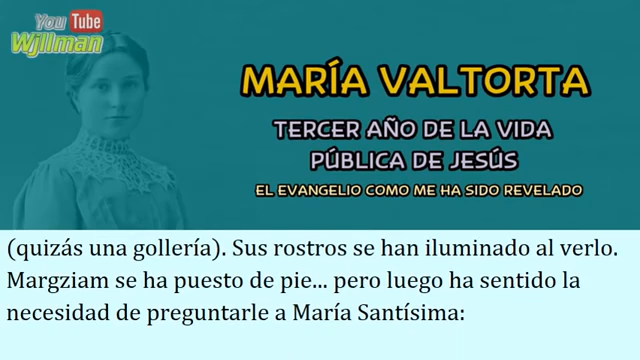 You Tube
Wjllman
MARÍA VALTORTA
TERCER AÑO DE LA VIDA
PÚBLICA DE JESÚS
EL EVANGELIO COMO ME HA SIDO REVELADO
(quizás una gollería). Sus rostros se han iluminado al verlo.
Margziam se ha puesto de pie... pero luego ha sentido la
necesidad de preguntarle a María Santísima: